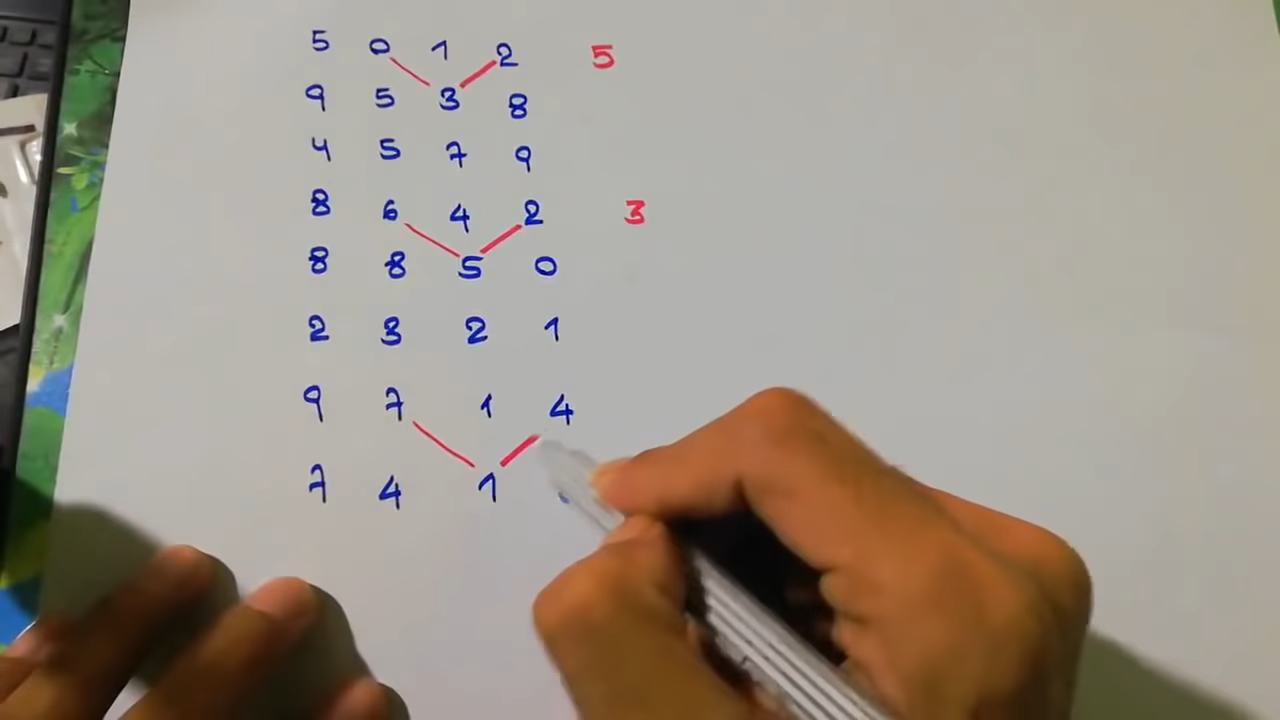 5 0 1 2 5
9 5 3 8
4 5 7 9
8 6 4 2 3
8 8 5 0
2 3 2 1
9 7 1 4
7 4 1